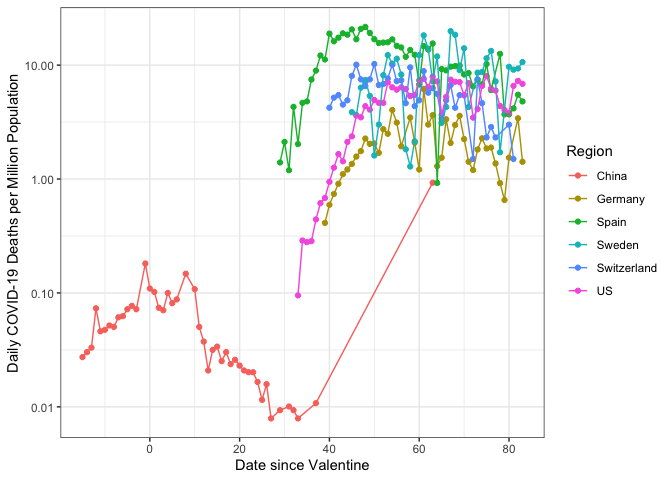 10.00
1.00
0.10
0.01
0
20
40
60
80
Date since Valentine
Daily COVID-19 Deaths per Million Population
Region
China
Germany
Spain
Sweden
Switzerland
US